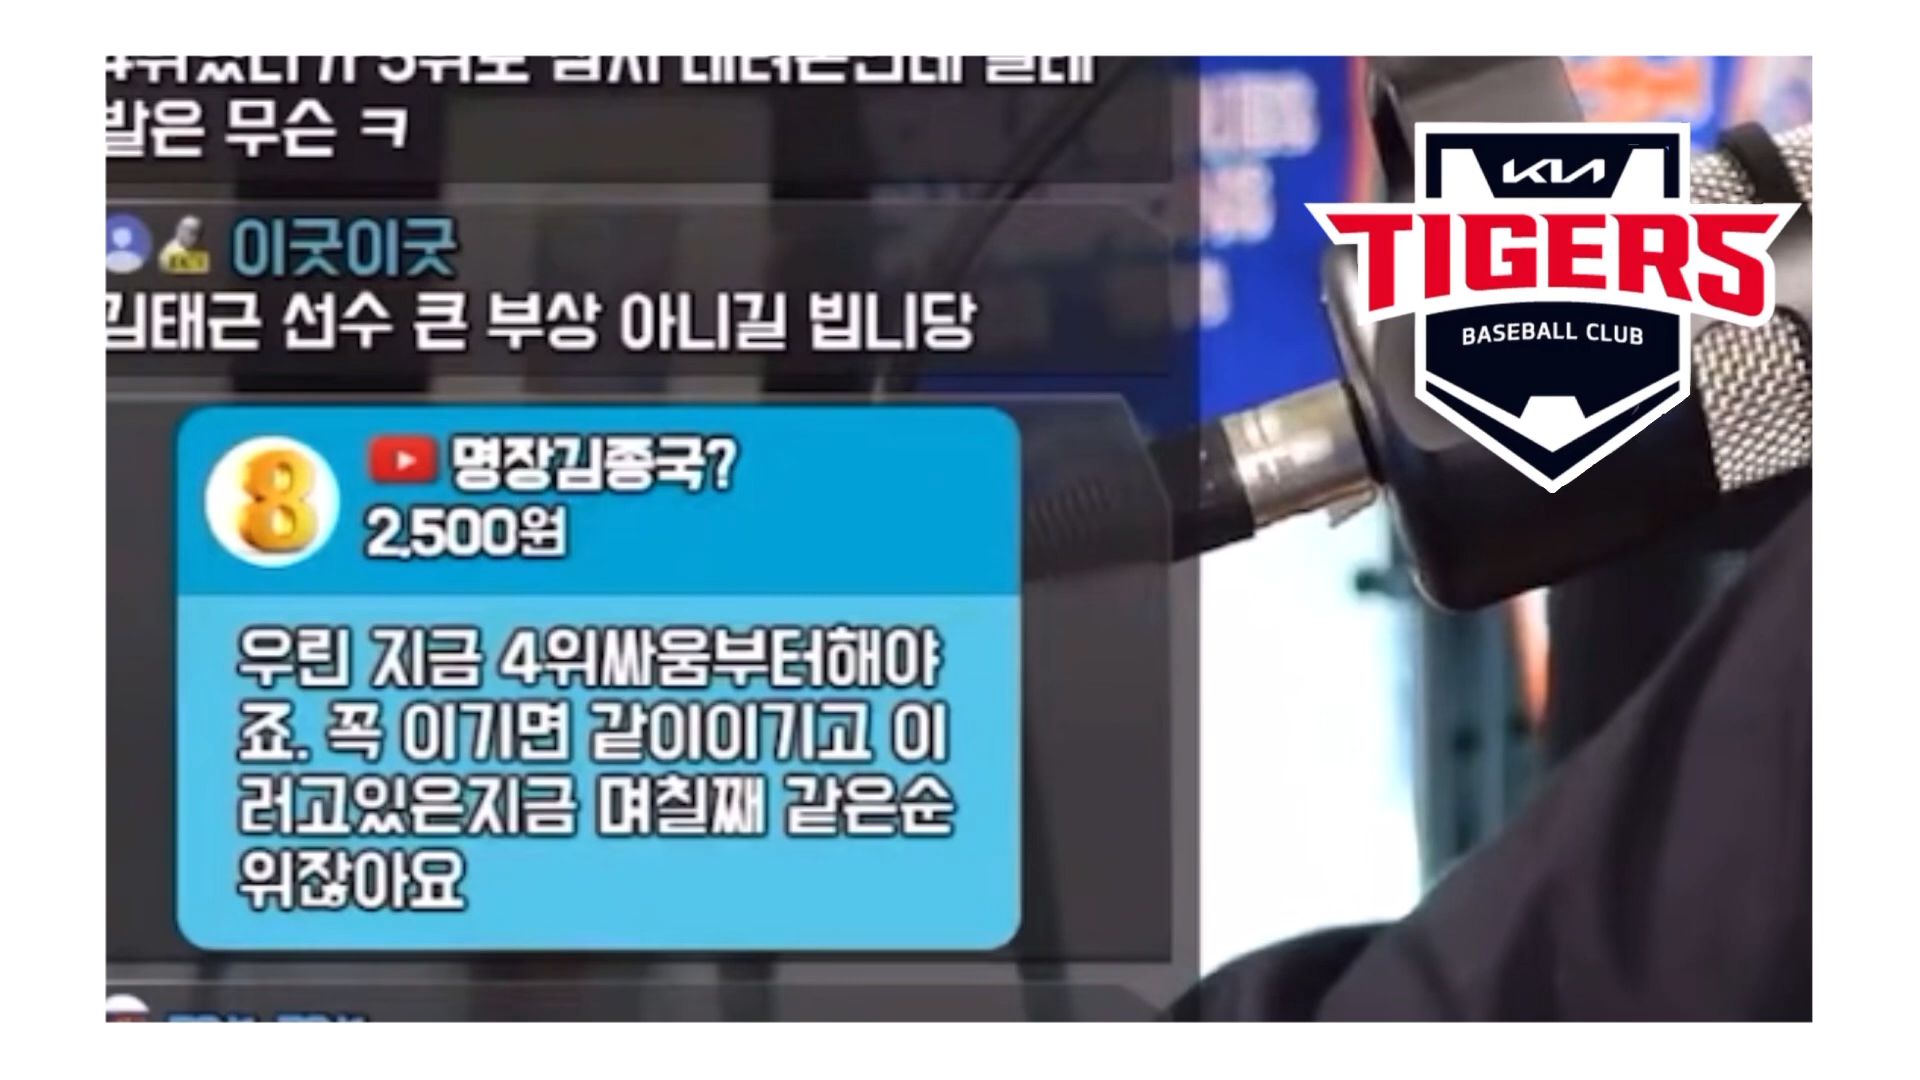 발은 무슨 ㅋ
이굿이굿
김태근 선수 큰 부상 아니길 빕니당
8
명장김종국?
2,500원
우린 지금 4위싸움부터해야
죠. 꼭 이기면 같이이기고 이
러고있은지금 며칠째 같은순
위잖아요
KIA
TIGERS
BASEBALL CLUB